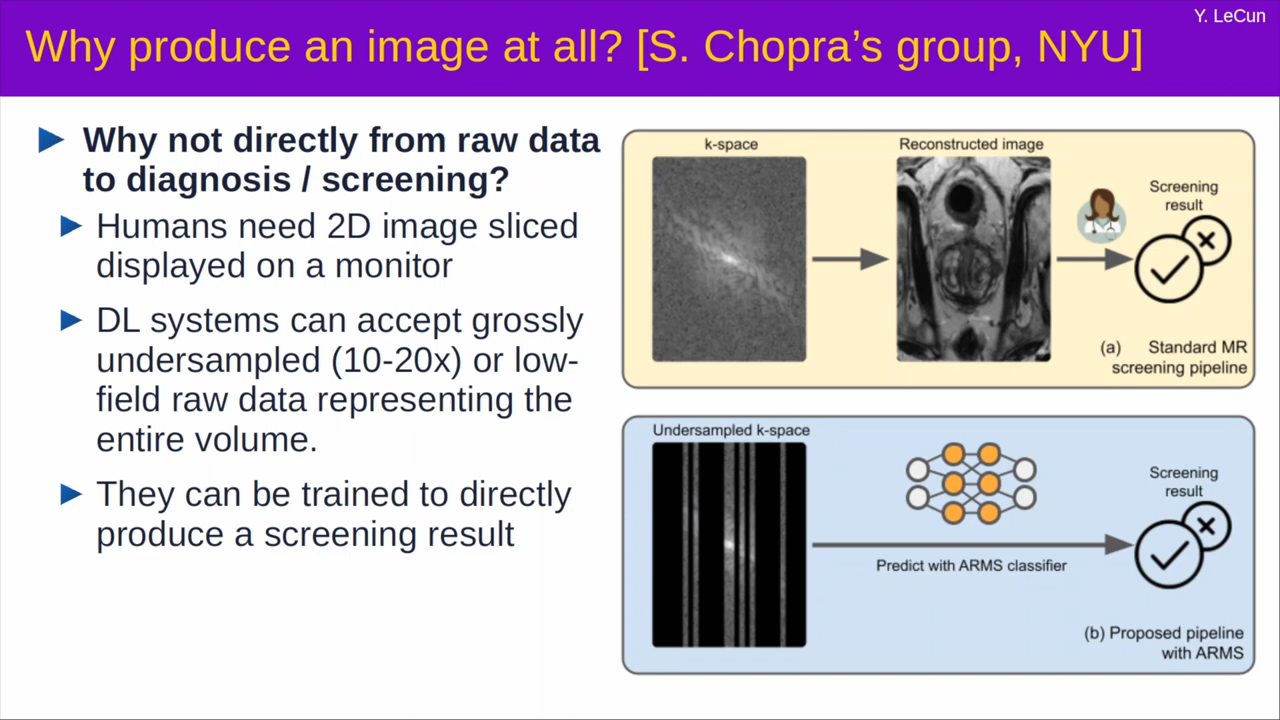 Y. LeCun
Why produce an image at all? [S. Chopra’s group, NYU]
Why not directly from raw data
to diagnosis / screening?
Humans need 2D image sliced
displayed on a monitor
DL systems can accept grossly
undersampled (10-20x) or low-
field raw data representing the
entire volume.
They can be trained to directly
produce a screening result
k-space
Reconstructed image
Screening
result
(a) Standard MR
screening pipeline
Undersampled k-space
Screening
result
Predict with ARMS classifier
(b) Proposed pipeline
with ARMS